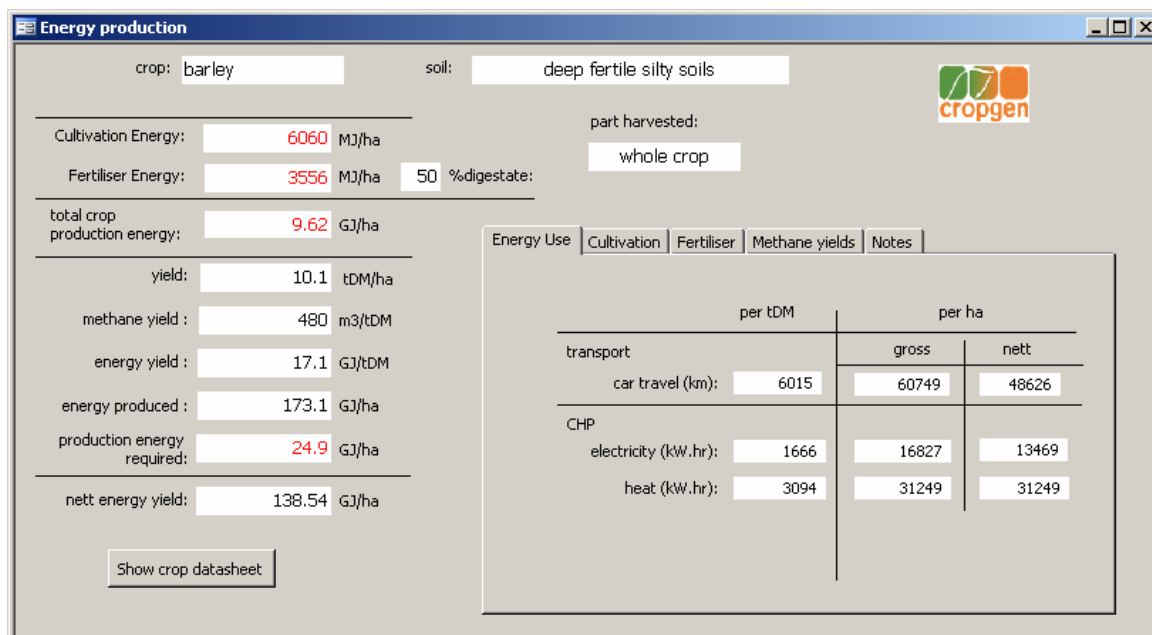 Energy production
crop: barley soil: deep fertile silty soils
cropgen
part harvested:
whole crop
Cultivation Energy: 6060 MJ/ha
Fertiliser Energy: 3556 MJ/ha 50 %digestate:
total crop
production energy: 9.62 GJ/ha
yield: 10.1 tDM/ha
methane yield : 480 m3/tDM
energy yield : 17.1 GJ/tDM
energy produced : 173.1 GJ/ha
production energy
required: 24.9 GJ/ha
nett energy yield: 138.54 GJ/ha
Show crop datasheet
Energy Use Cultivation Fertiliser Methane yields Notes
per tDM per ha
transport gross nett
car travel (km): 6015 60749 48626
CHP
electricity (kW.hr): 1666 16827 13469
heat (kW.hr): 3094 31249 31249